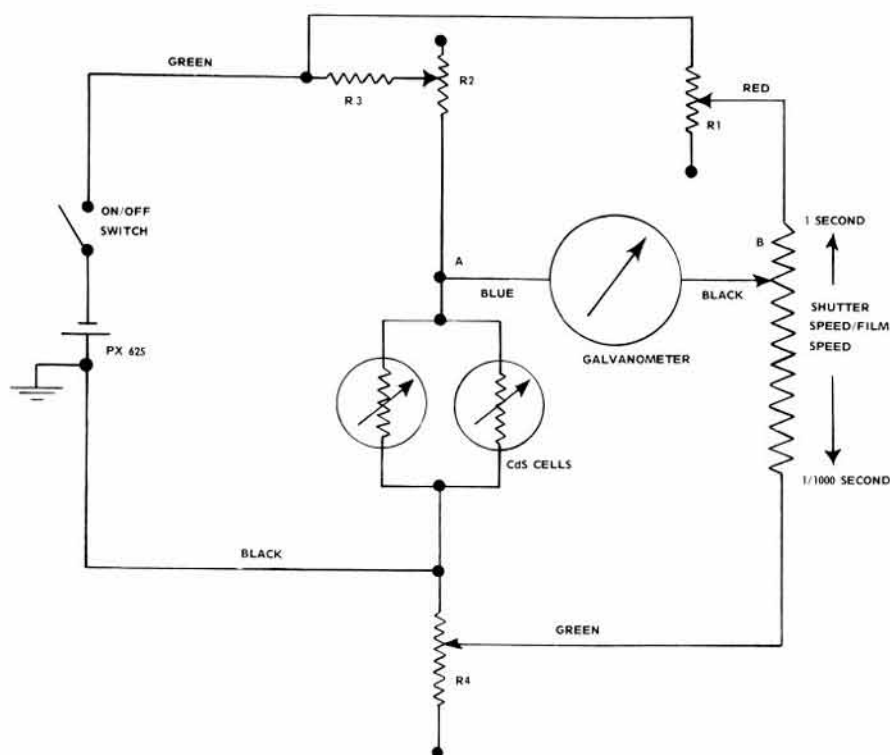 GREEN
R3
R2
RED
R1
ON/OFF
SWITCH
1 SECOND
B
A
BLUE
BLACK
SHUTTER
SPEED/FILM
SPEED
PX 625
GALVANOMETER
CdS CELLS
1/1000 SECOND
BLACK
GREEN
R4